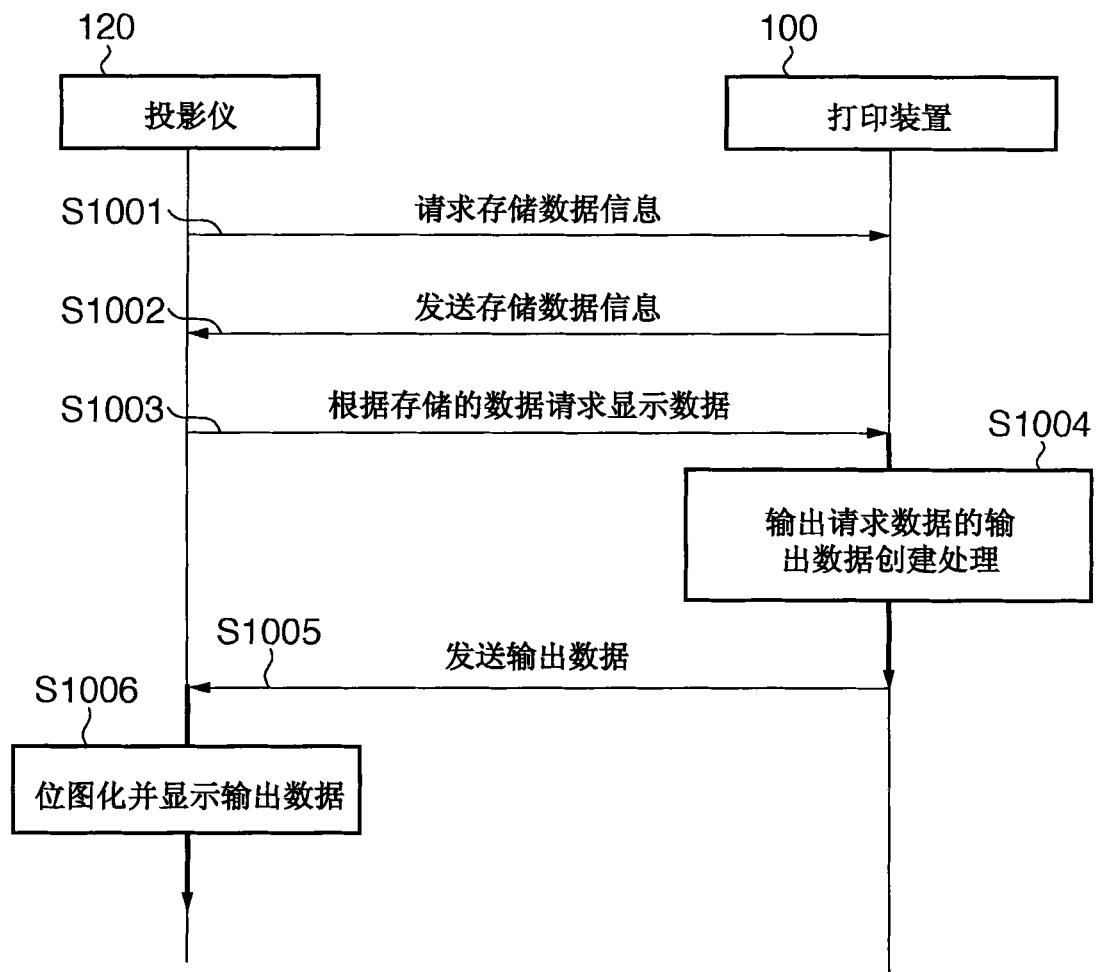 120
100
投影仪
打印装置
S1001
请求存储数据信息
S1002
发送存储数据信息
S1003
根据存储的数据请求显示数据
S1004
输出请求数据的输
出数据创建处理
S1005
发送输出数据
S1006
位图化并显示输出数据